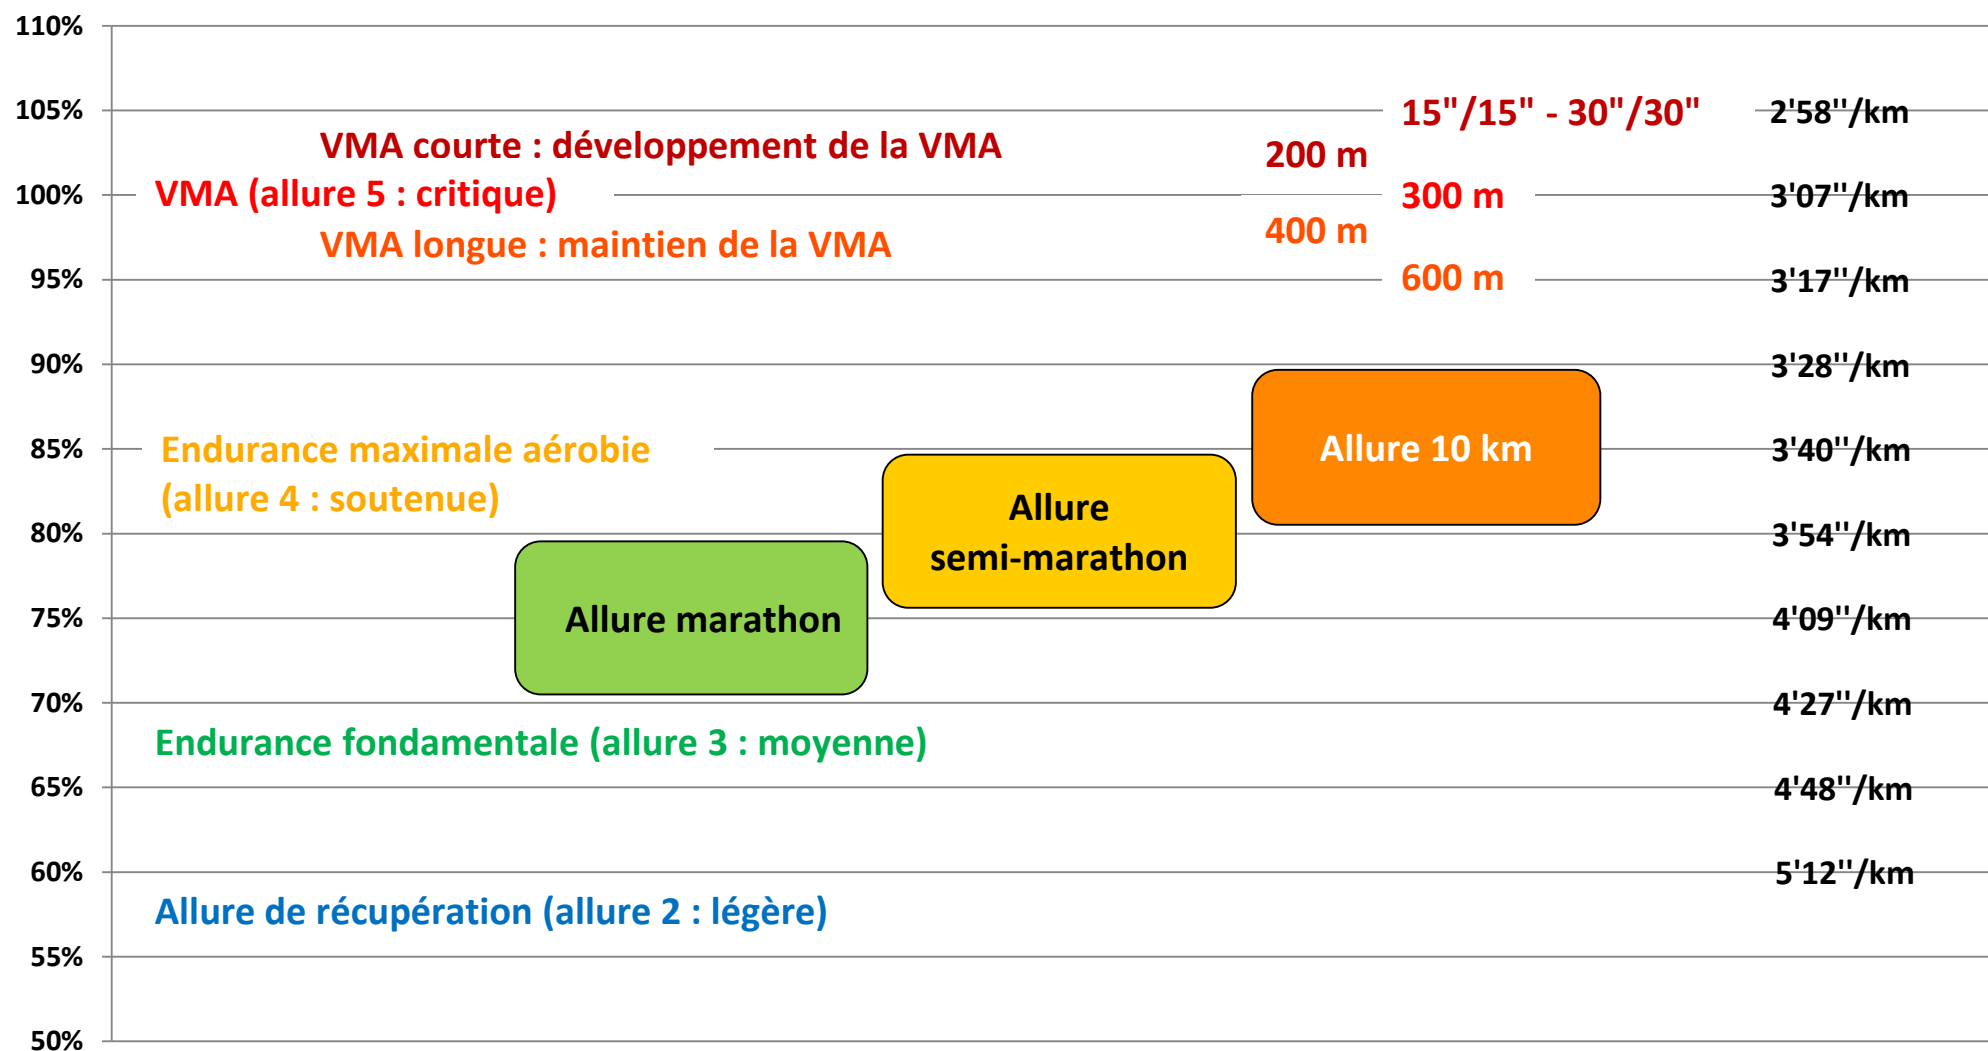 110%
105%
15"/15" - 30"/30"
2'58''/km
VMA courte : développement de la VMA
200 m
100%
VMA (allure 5 : critique)
300 m
3'07''/km
VMA longue : maintien de la VMA
400 m
95%
600 m
3'17''/km
90%
3'28''/km
85%
Endurance maximale aérobie
(allure 4 : soutenue)
Allure 10 km
3'40''/km
80%
Allure
semi-marathon
3'54''/km
75%
Allure marathon
4'09''/km
70%
4'27''/km
Endurance fondamentale (allure 3 : moyenne)
65%
4'48''/km
60%
5'12''/km
Allure de récupération (allure 2 : légère)
55%
50%